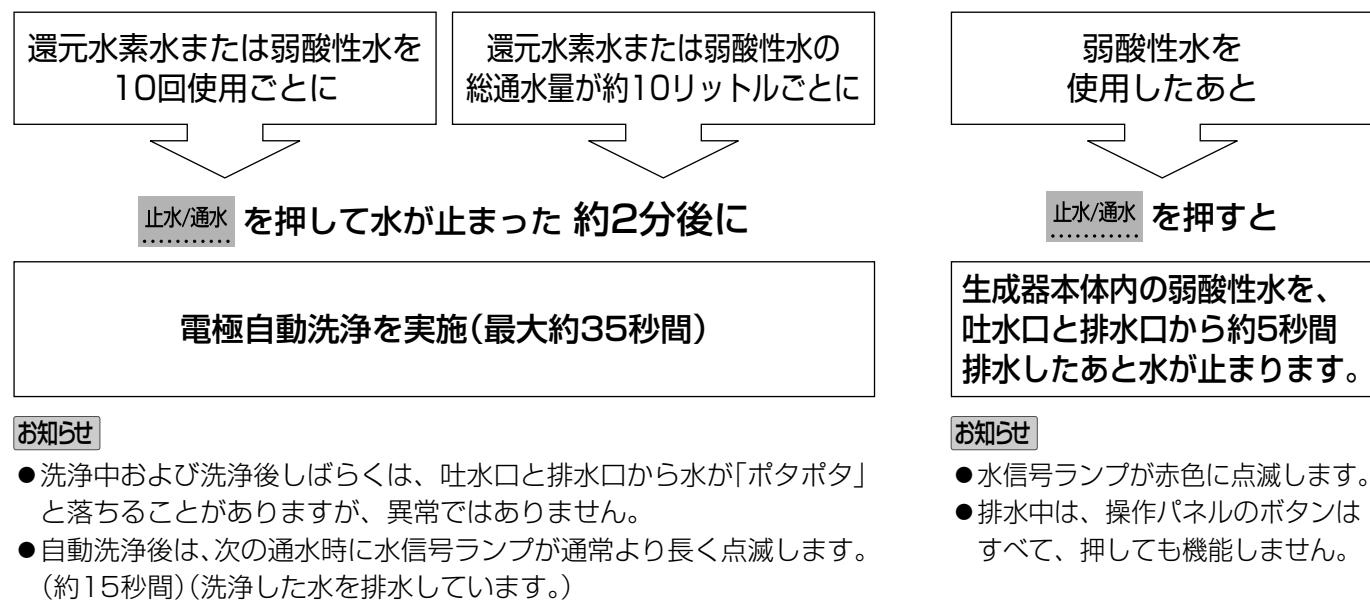 還元水素水または弱酸性水を
10回使用ごとに
還元水素水または弱酸性水の
総通水量が約10リットルごとに
止水/通水 を押して水が止まった 約2分後に
電極自動洗浄を実施(最大約35秒間)
お知らせ
●洗浄中および洗浄後しばらくは、吐水口と排水口から水が「ポタポタ」
と落ちることがありますが、異常ではありません。
●自動洗浄後は、次の通水時に水信号ランプが通常より長く点滅します。
(約15秒間)(洗浄した水を排水しています。)
弱酸性水を
使用したあと
止水/通水 を押すと
生成器本体内の弱酸性水を、
吐水口と排水口から約5秒間
排水したあと水が止まります。
お知らせ
●水信号ランプが赤色に点滅します。
●排水中は、操作パネルのボタンは
すべて、押しても機能しません。